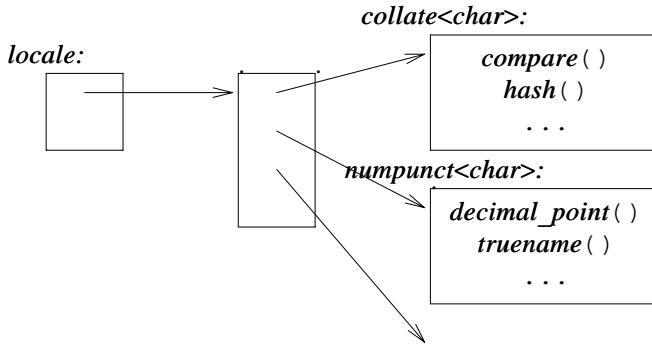 collate<char>:
locale:
compare()
hash()
...
numpunct<char>:
decimal_point()
truename()
...